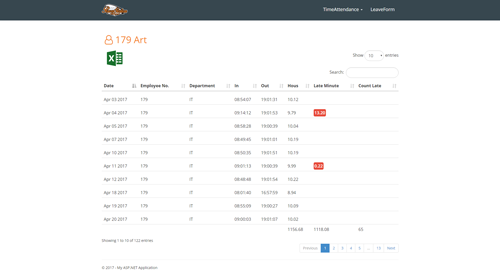 TimeAttendance
LeaveForm
179 Art
Show 10 entries
Search:
Date Employee No. Department In Out Hous Late Minute Count Late
Apr 03 2017 179 IT 08:54:07 19:01:31 10.12
Apr 04 2017 179 IT 09:14:12 19:01:53 9.79 13.20
Apr 05 2017 179 IT 08:58:28 19:00:39 10.04
Apr 07 2017 179 IT 08:49:45 19:01:01 10.19
Apr 10 2017 179 IT 08:50:35 19:01:51 10.19
Apr 11 2017 179 IT 09:01:13 19:00:39 9.99 0.22
Apr 12 2017 179 IT 08:48:48 19:01:54 10.22
Apr 18 2017 179 IT 08:01:40 16:57:59 8.94
Apr 19 2017 179 IT 18:55:09 19:00:27 10.09
Apr 20 2017 179 IT 09:00:03 19:01:07 10.02
1156.68 1118.08 65
Showing 1 to 10 of 122 entries
Previous 1 2 3 4 5 ... 13 Next
© 2017 - My ASP.NET Application